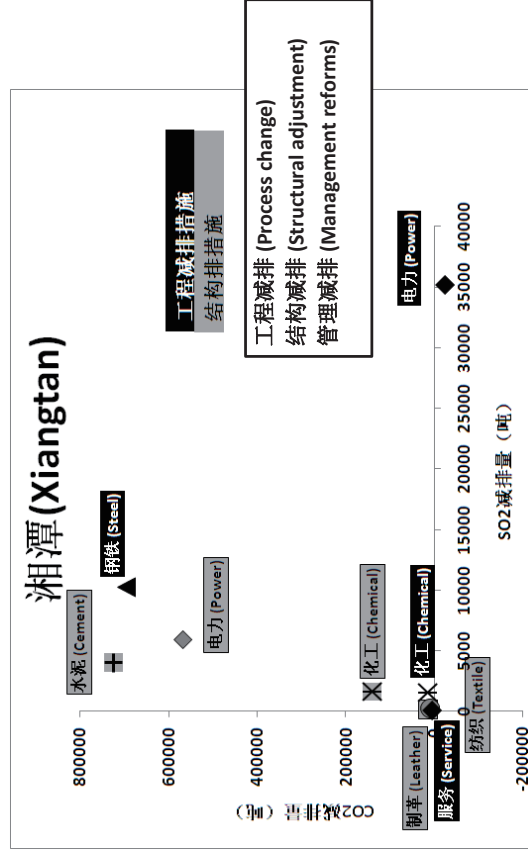 湘潭(Xiangtan)
工程减排措施
结构排措施
工程减排 (Process change)
结构减排 (Structural adjustment)
管理减排 (Management reforms)
水泥 (Cement)
钢铁 (Steel)
电力 (Power)
化工 (Chemical)
化工 (Chemical)
电力 (Power)
制革 (Leather)
服务 (Service)
纺织 (Textile)
CO2减排量（吨）
800000
600000
400000
200000
0
-200000
0
5000
10000
15000
20000
25000
30000
35000
40000
SO2减排量（吨）